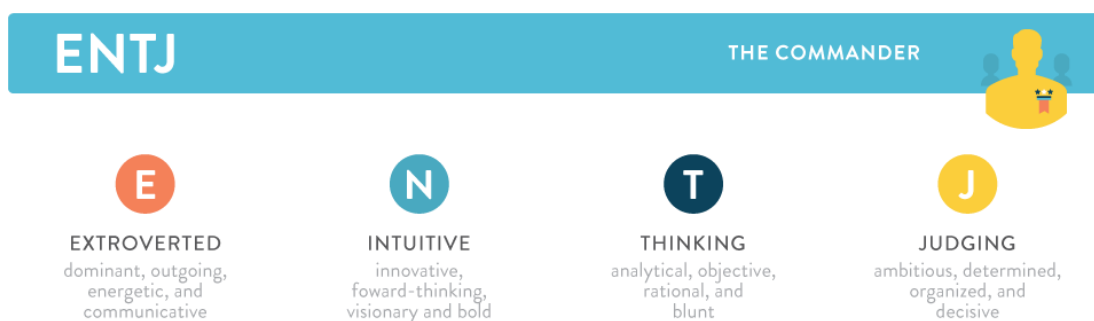 ENTJ
THE COMMANDER
E
N
T
J
EXTROVERTED
dominant, outgoing,
energetic, and
communicative
INTUITIVE
innovative,
foward-thinking,
visionary and bold
THINKING
analytical, objective,
rational, and
blunt
JUDGING
ambitious, determined,
organized, and
decisive